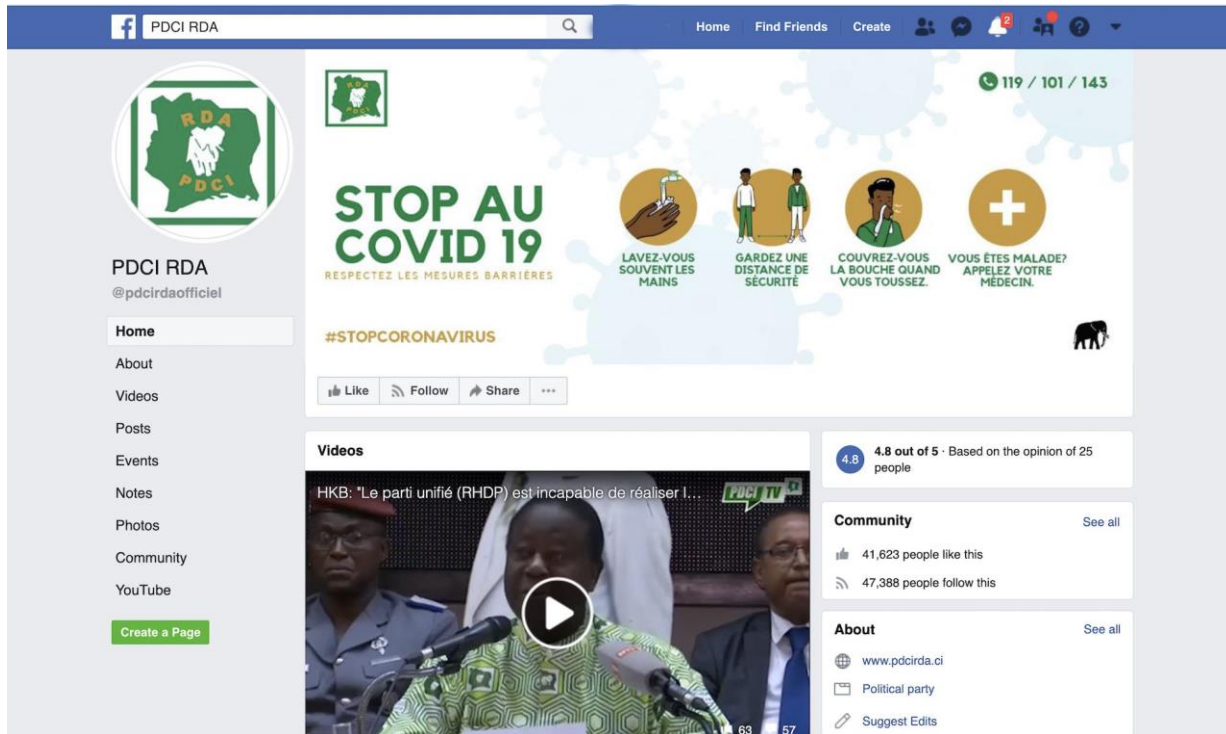 PDCI RDA
Home
Find Friends
Create
2
RDA
PDCI
PDCI RDA
@pdcirdaofficiel
Home
About
Videos
Posts
Events
Notes
Photos
Community
YouTube
Create a Page
119 / 101 / 143
STOP AU
COVID 19
RESPECTEZ LES MESURES BARRIÈRES
LAVEZ-VOUS
SOUVENT LES
MAINS
GARDEZ UNE
DISTANCE DE
SÉCURITÉ
COUVREZ-VOUS
LA BOUCHE QUAND
VOUS TOUSSEZ.
VOUS ÊTES MALADE?
APPELEZ VOTRE
MÉDECIN.
#STOPCORONAVIRUS
Like
Follow
Share
Videos
HKB: "Le parti unifié (RHDP) est incapable de réaliser l...
PDCI TV
63
57
4.8
4.8 out of 5 · Based on the opinion of 25
people
Community
See all
41,623 people like this
47,388 people follow this
About
See all
www.pdcirda.ci
Political party
Suggest Edits